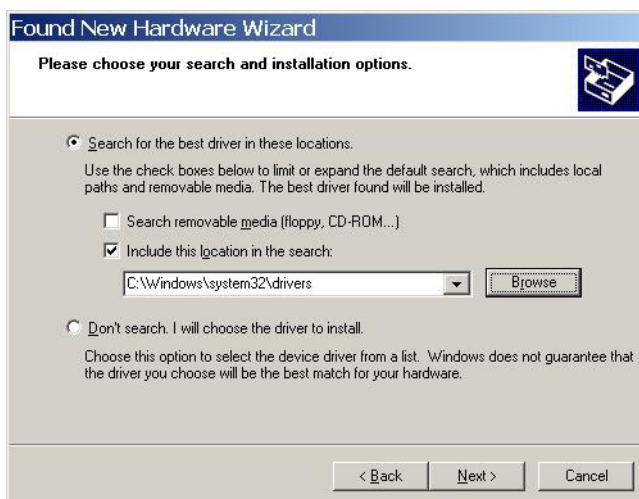 Found New Hardware Wizard
Please choose your search and installation options.
Search for the best driver in these locations.
Use the check boxes below to limit or expand the default search, which includes local
paths and removable media. The best driver found will be installed.
Search removable media (floppy, CD-ROM...)
Include this location in the search:
C:\Windows\system32\drivers
Browse
Don't search. I will choose the driver to install.
Choose this option to select the device driver from a list. Windows does not guarantee that
the driver you choose will be the best match for your hardware.
< Back
Next >
Cancel